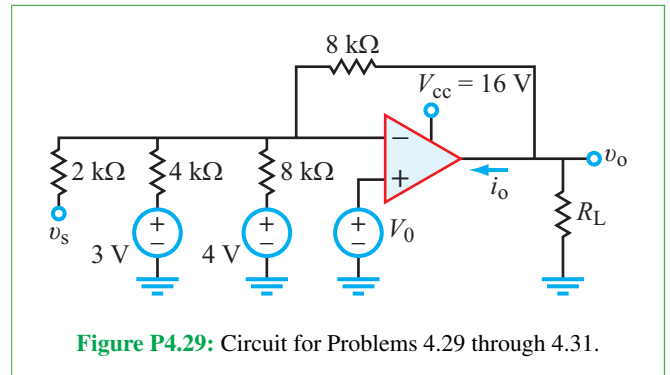 8 kΩ
Vcc = 16 V
−
+
2 kΩ
4 kΩ
8 kΩ
υo
io
υs
3 V
+
−
4 V
+
−
+
−
V0
RL
Figure P4.29: Circuit for Problems 4.29 through 4.31.